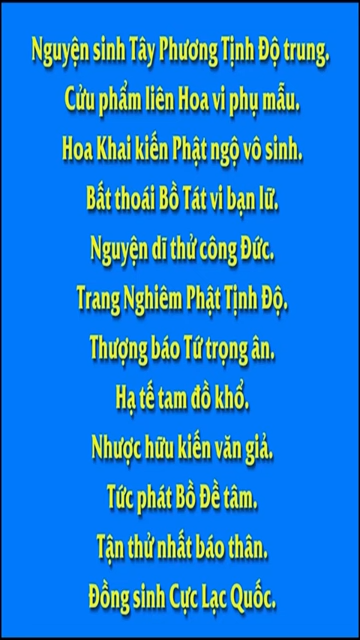 Nguyện sinh Tây Phương Tịnh Độ trung.
Cửu phẩm liên Hoa vi phụ mẫu.
Hoa Khai kiến Phật ngộ vô sinh.
Bất thoái Bồ Tát vi bạn lữ.
Nguyện dĩ thử công Đức.
Trang Nghiêm Phật Tịnh Độ.
Thượng báo Tứ trọng ân.
Hạ tế tam đồ khổ.
Nhược hữu kiến văn giả.
Tức phát Bồ Đề tâm.
Tận thử nhất báo thân.
Đồng sinh Cực Lạc Quốc.